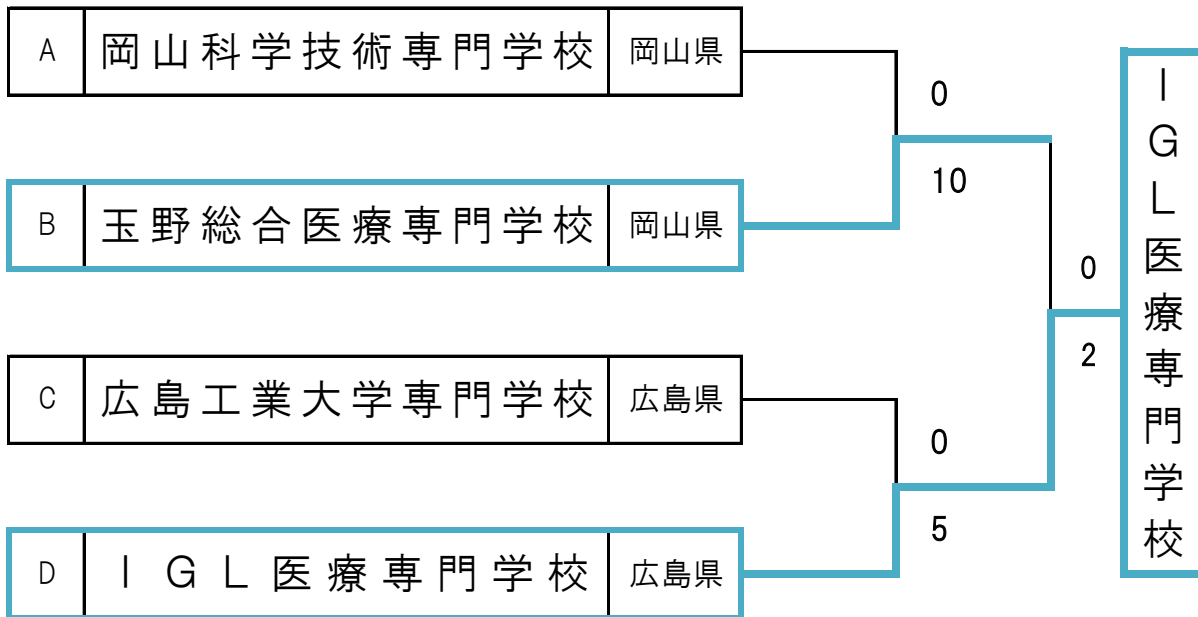 A 岡山科学技術専門学校 岡山県
0
10
B 玉野総合医療専門学校 岡山県
0
2
C 広島工業大学専門学校 広島県
0
5
D IGL医療専門学校 広島県
IGL医療専門学校